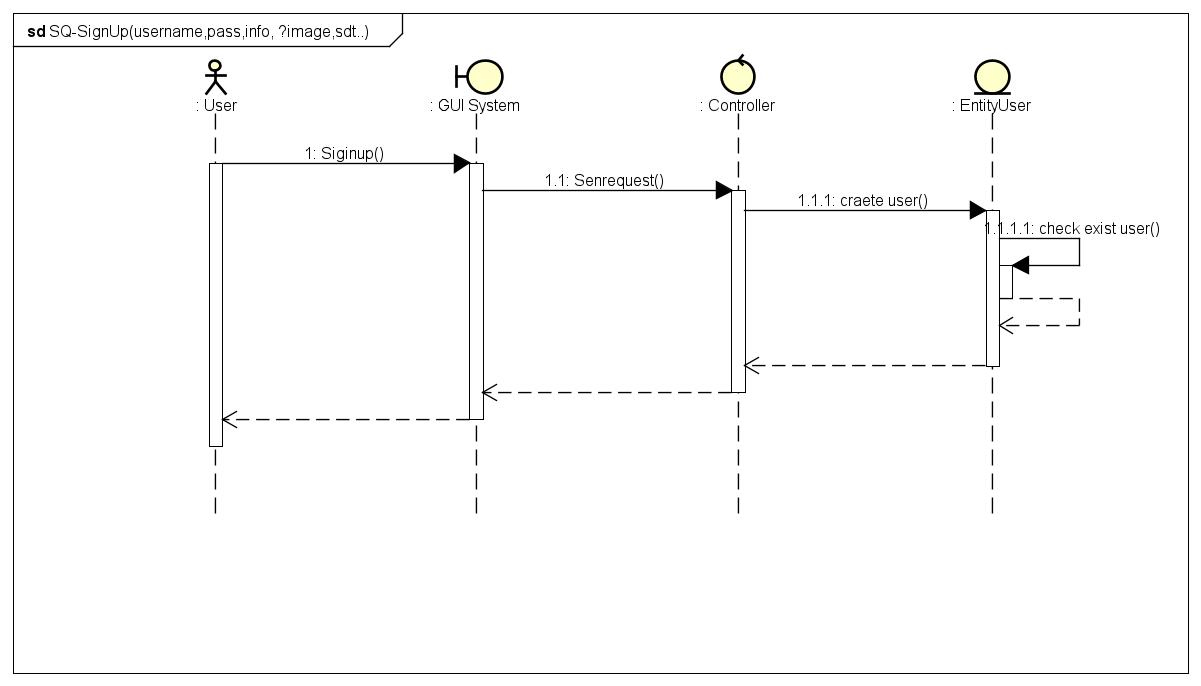 sd SQ-SignUp(username,pass,info, ?image,sdt..)
: User
: GUI System
: Controller
: EntityUser
1: Siginup()
1.1: Senrequest()
1.1.1: craete user()
1.1.1.1: check exist user()